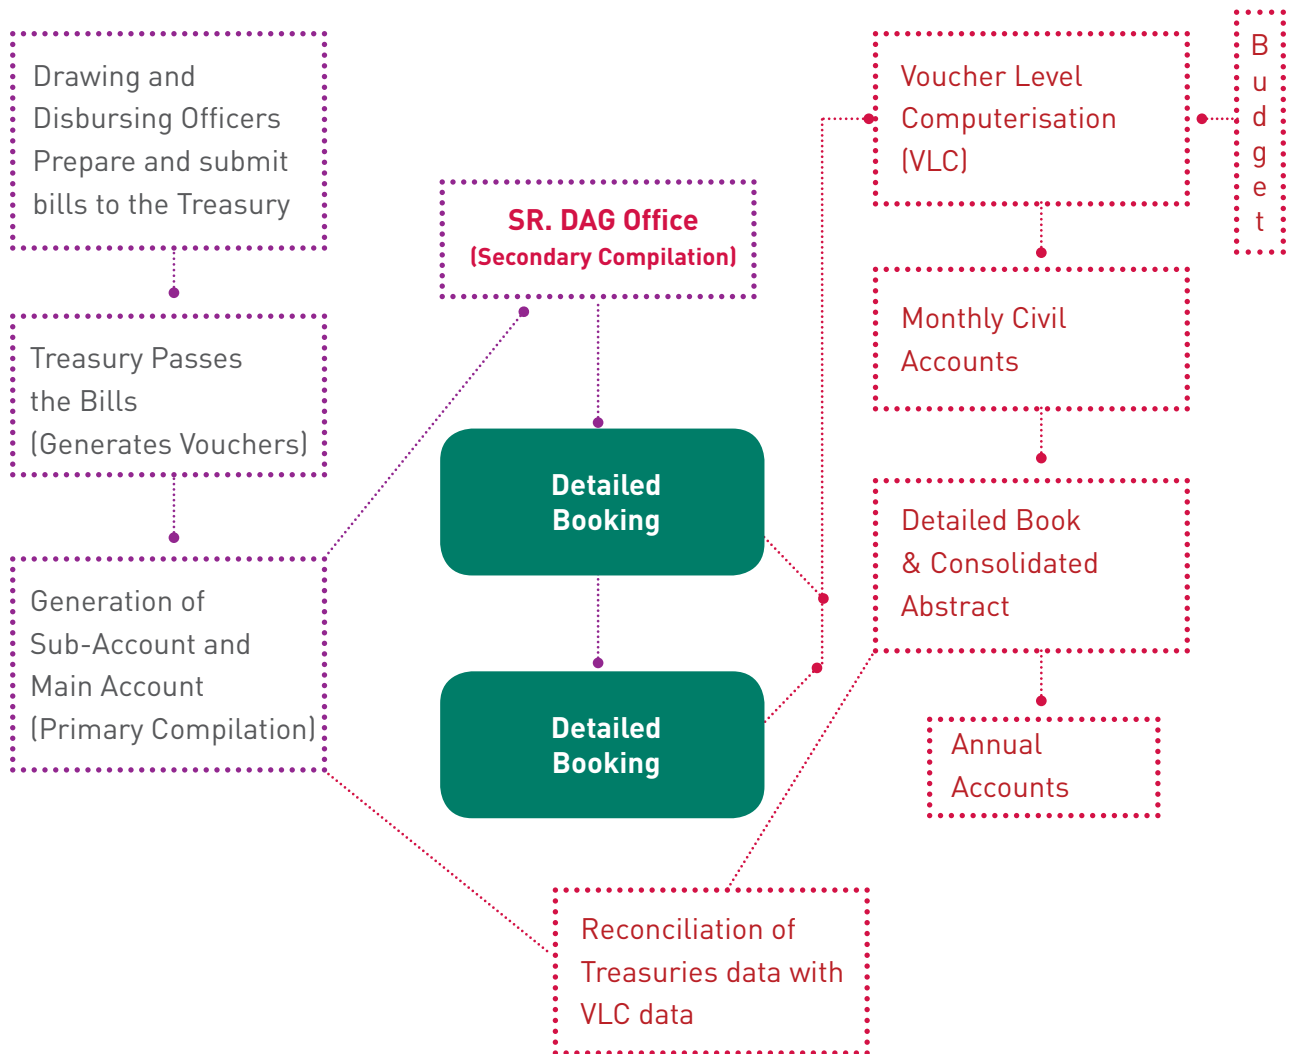 Drawing and
Disbursing Officers
Prepare and submit
bills to the Treasury
Treasury Passes
the Bills
(Generates Vouchers)
Generation of
Sub-Account and
Main Account
(Primary Compilation)
SR. DAG Office
(Secondary Compilation)
Detailed
Booking
Detailed
Booking
Reconciliation of
Treasuries data with
VLC data
Voucher Level
Computerisation
(VLC)
Monthly Civil
Accounts
Detailed Book
& Consolidated
Abstract
Annual
Accounts
Budget